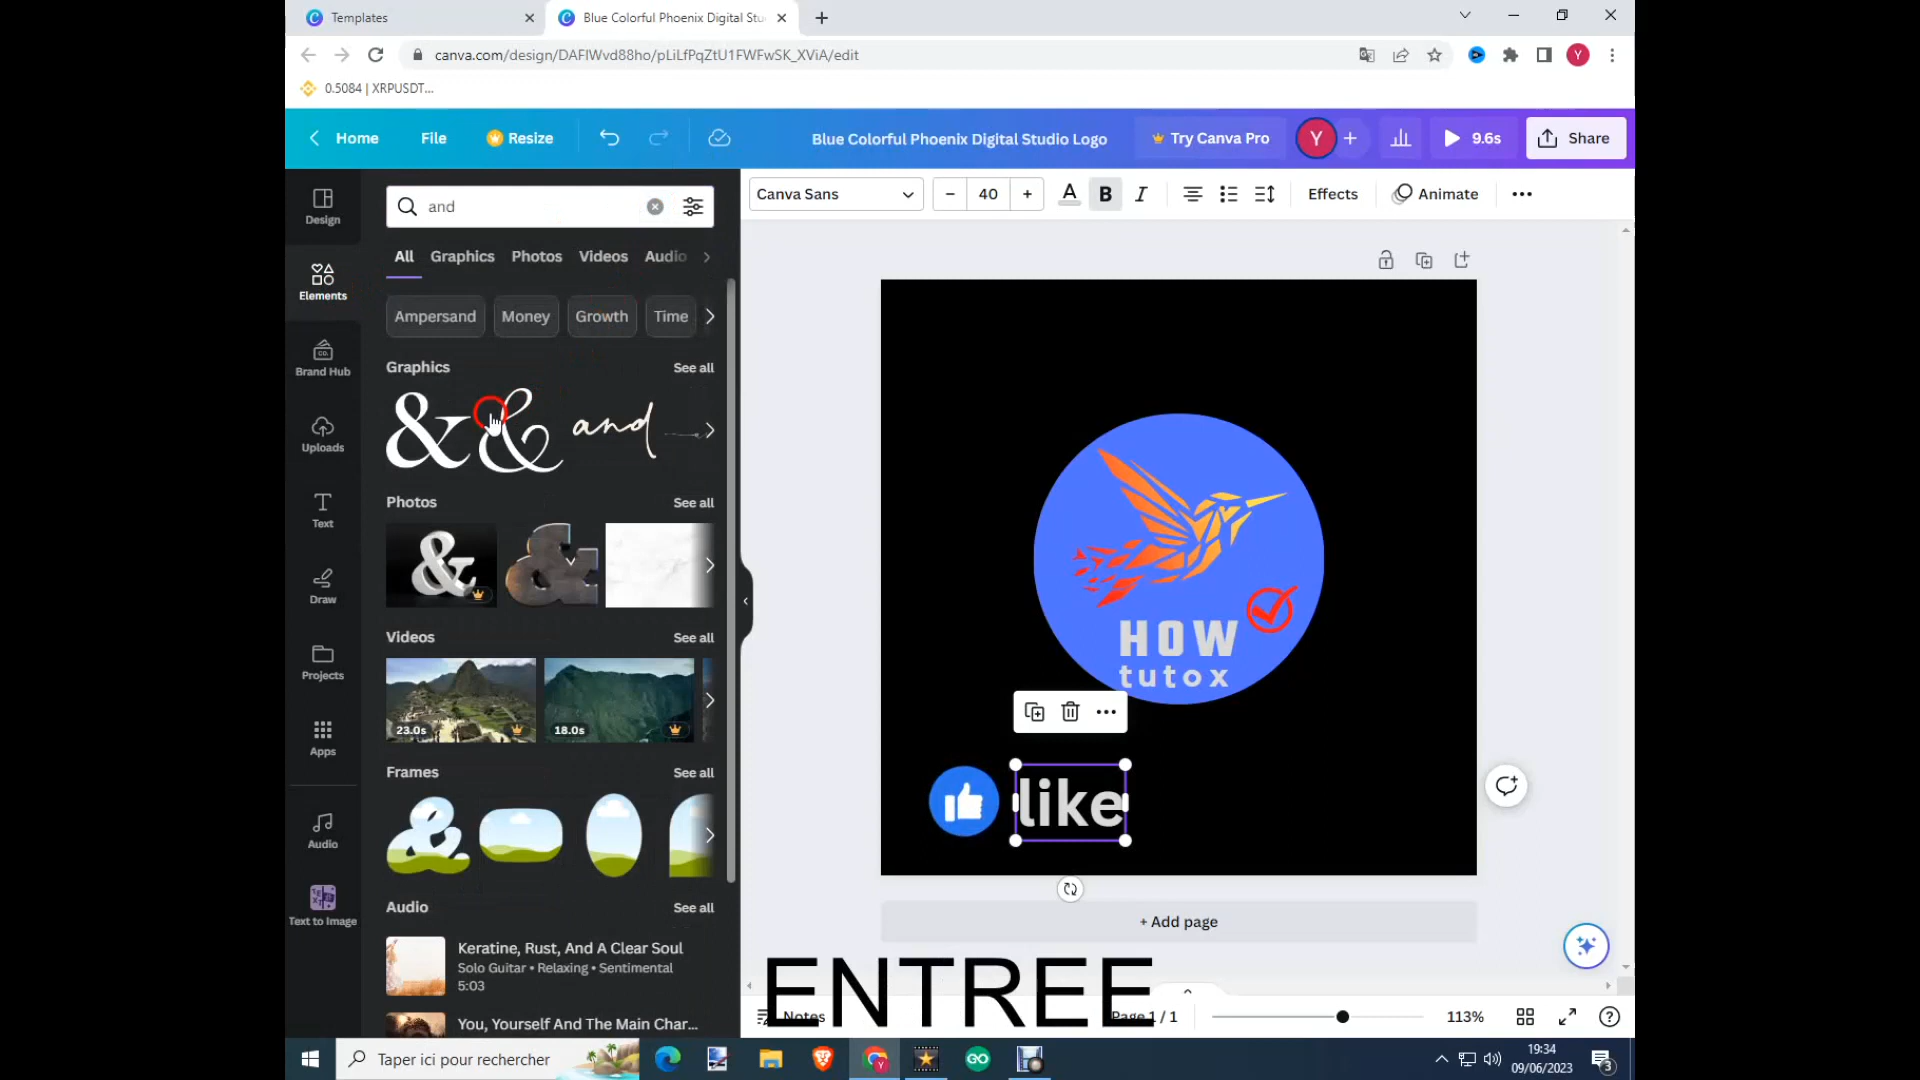 Templates
Blue Colorful Phoenix Digital Stu
canva.com/design/DAFlWvd88ho/pLiLfPqZtU1FWFwSK_XViA/edit
Y
0.5084 | XRPUSDT...
Home
File
Resize
Blue Colorful Phoenix Digital Studio Logo
Try Canva Pro
Y
9.6s
Share
Design
Elements
Brand Hub
Uploads
Text
Draw
Projects
Apps
Audio
Text to Image
and
All
Graphics
Photos
Videos
Audio
Ampersand
Money
Growth
Time
Graphics
See all
& & and
Photos
See all
&
&
Videos
See all
23.0s
18.0s
Frames
See all
&
Audio
See all
Keratine, Rust, And A Clear Soul
Solo Guitar • Relaxing • Sentimental
5:03
You, Yourself And The Main Char...
Canva Sans
– 40 +
A
B
I
Effects
Animate
HOW
tutox
like
+ Add page
ENTREE
Notes
Page 1 / 1
113%
Taper ici pour rechercher
19:34
09/06/2023
3